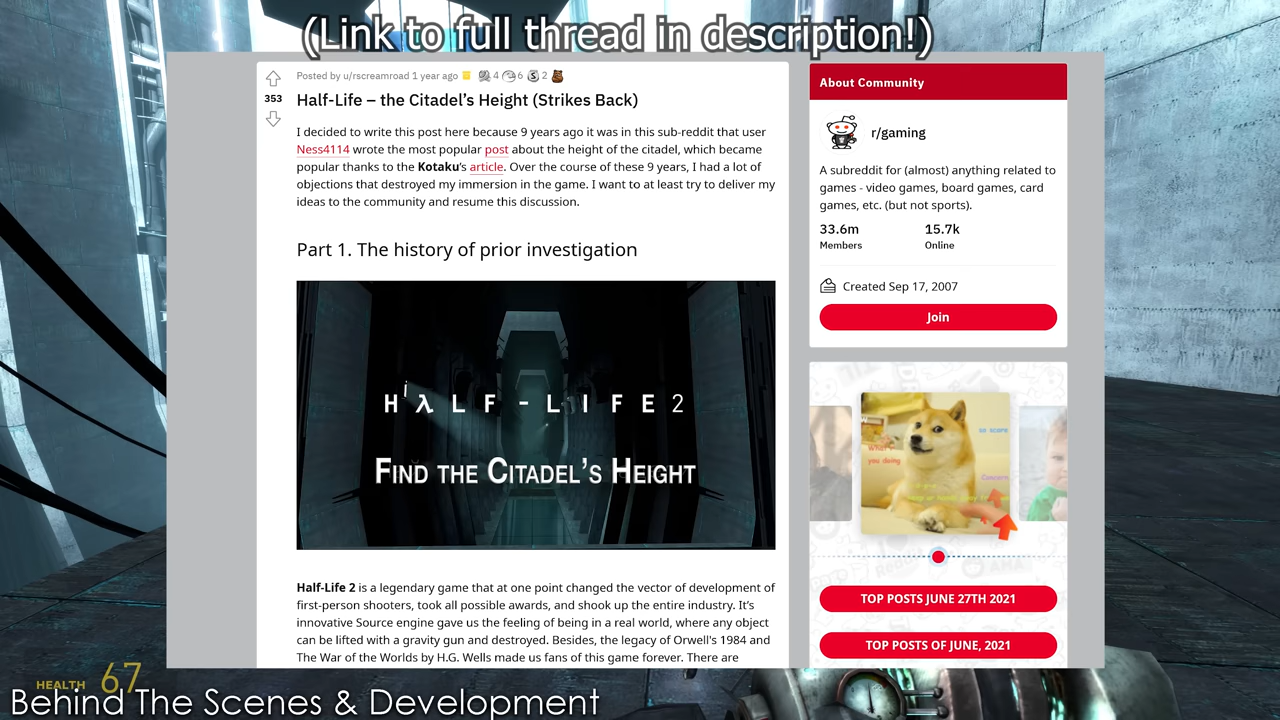 (Link to full thread in description!)
Posted by u/rscreamroad 1 year ago 4 6 S 2
353
Half-Life – the Citadel's Height (Strikes Back)
I decided to write this post here because 9 years ago it was in this sub-reddit that user
Ness4114 wrote the most popular post about the height of the citadel, which became
popular thanks to the Kotaku's article. Over the course of these 9 years, I had a lot of
objections that destroyed my immersion in the game. I want to at least try to deliver my
ideas to the community and resume this discussion.
Part 1. The history of prior investigation
i
H λ L F - L I F E 2
FIND THE CITADEL'S HEIGHT
Half-Life 2 is a legendary game that at one point changed the vector of development of
first-person shooters, took all possible awards, and shook up the entire industry. It's
innovative Source engine gave us the feeling of being in a real world, where any object
can be lifted with a gravity gun and destroyed. Besides, the legacy of Orwell's 1984 and
The War of the Worlds by H.G. Wells made us fans of this game forever. There are
About Community
r/gaming
A subreddit for (almost) anything related to
games - video games, board games, card
games, etc. (but not sports).
33.6m 15.7k
Members Online
Created Sep 17, 2007
Join
What
you doing
Concern
AMA
TOP POSTS JUNE 27TH 2021
TOP POSTS OF JUNE, 2021
HEALTH 67
Behind The Scenes & Development